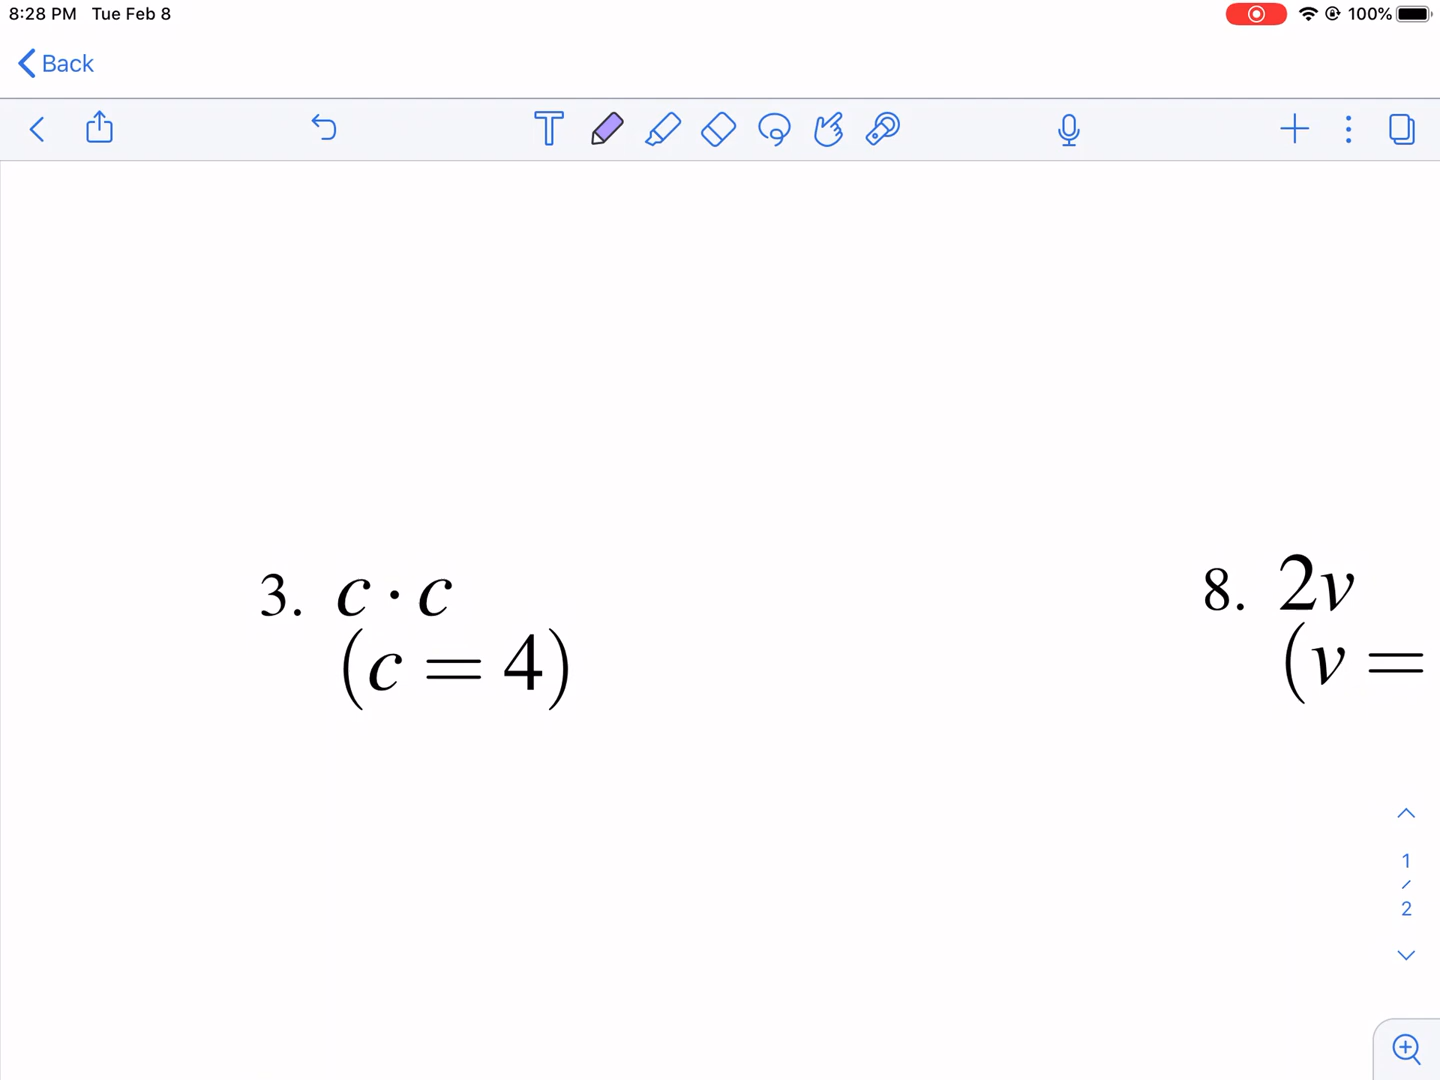 8:28 PM Tue Feb 8
100%
Back
T
3. c · c
(c = 4)
8. 2v
(v =
1
/
2